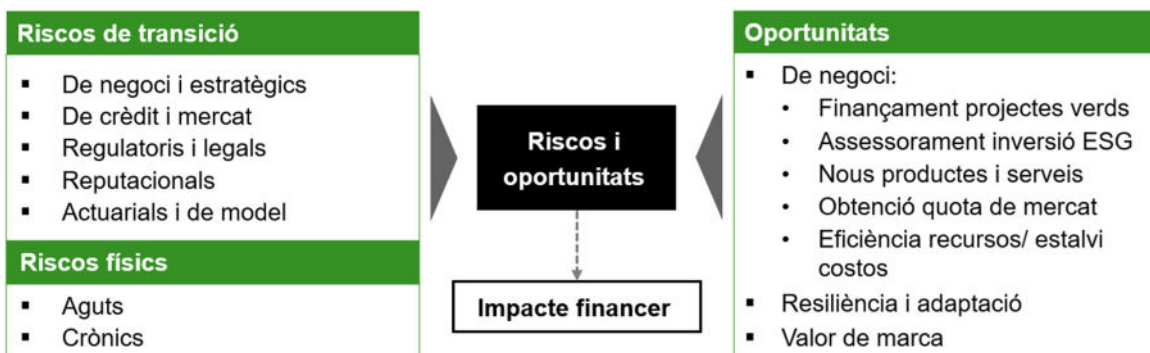 Riscos de transició
▪ De negoci i estratègics
▪ De crèdit i mercat
▪ Regulatoris i legals
▪ Reputacionals
▪ Actuarials i de model
Riscos físics
▪ Aguts
▪ Crònics
Riscos i
oportunitats
Impacte financer
Oportunitats
▪ De negoci:
• Finançament projectes verds
• Assessorament inversió ESG
• Nous productes i serveis
• Obtenció quota de mercat
• Eficiència recursos/ estalvi
costos
▪ Resiliència i adaptació
▪ Valor de marca